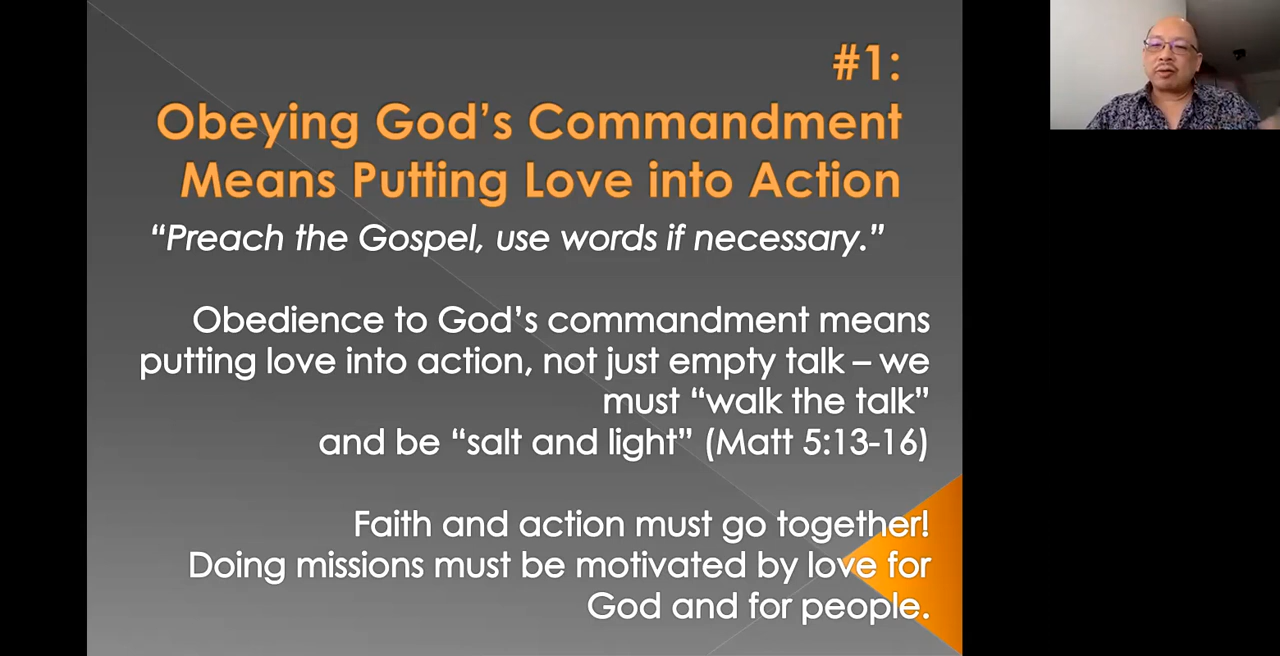 #1:
Obeying God’s Commandment
Means Putting Love into Action
“Preach the Gospel, use words if necessary.”
Obedience to God’s commandment means
putting love into action, not just empty talk – we
must “walk the talk”
and be “salt and light” (Matt 5:13-16)
Faith and action must go together!
Doing missions must be motivated by love for
God and for people.